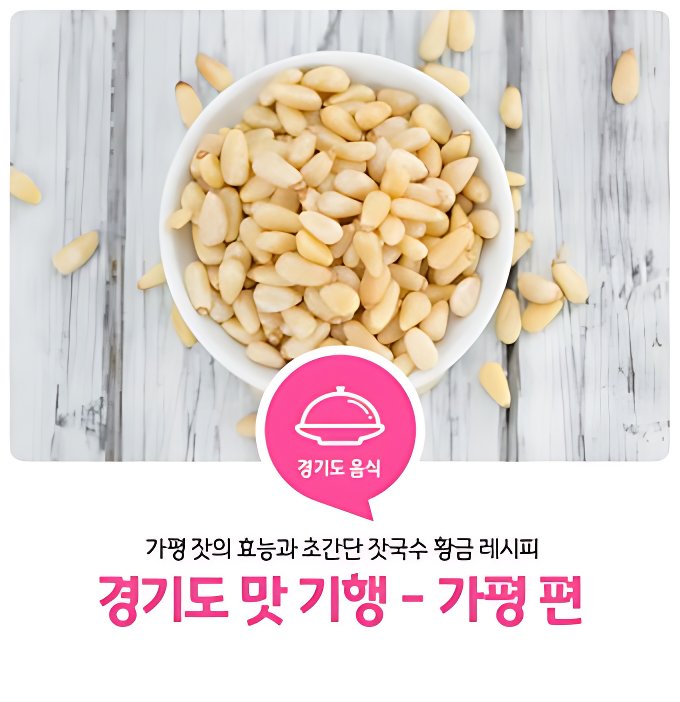 경기도 음식
가평 잣의 효능과 초간단 잣국수 황금 레시피
경기도 맛 기행 - 가평 편